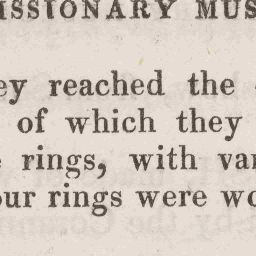 ISSIONARY MUS
ey reached the
of which they
rings, with var
our rings were wo